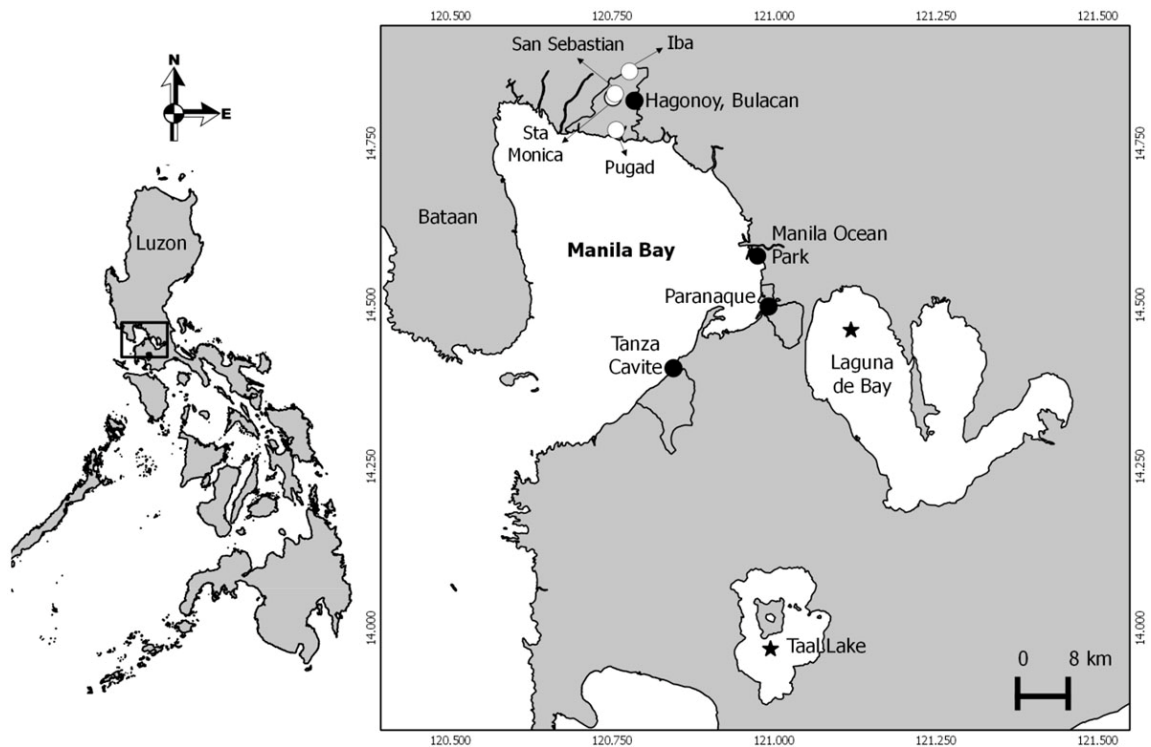 120.500 120.750 121.000 121.250 121.500
San Sebastian
Iba
N
E
Hagonoy, Bulacan
14.750
14.750
Sta
Monica
Pugad
Bataan
Luzon
Manila Ocean
Park
Manila Bay
Paranaque
14.500
14.500
Tanza
Cavite
Laguna
de Bay
14.250
14.250
14.000
14.000
Taal Lake
0 8 km
120.500 120.750 121.000 121.250 121.500